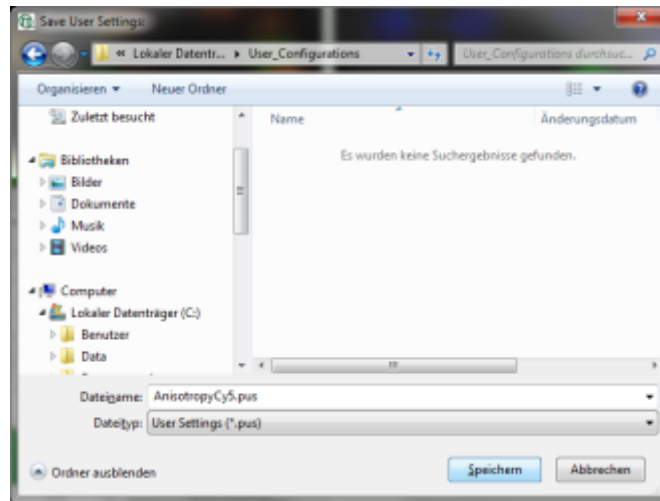 Save User Settings:
« Lokaler Datentr... ▸ User_Configurations
User_Configurations durchsuc...
Organisieren Neuer Ordner
Zuletzt besucht
Name Änderungsdatum
Es wurden keine Suchergebnisse gefunden.
Bibliotheken
Bilder
Dokumente
Musik
Videos
Computer
Lokaler Datenträger (C:)
Benutzer
Data
Dateiname: AnisotropyCy5.pus
Dateityp: User Settings (*.pus)
Ordner ausblenden Speichern Abbrechen